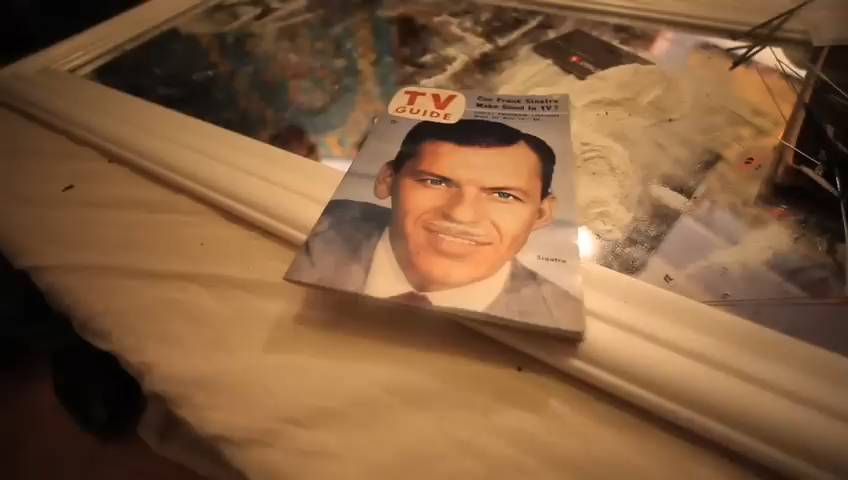 TV
GUIDE
Can Frank Sinatra
Make Good In TV?
Sinatra